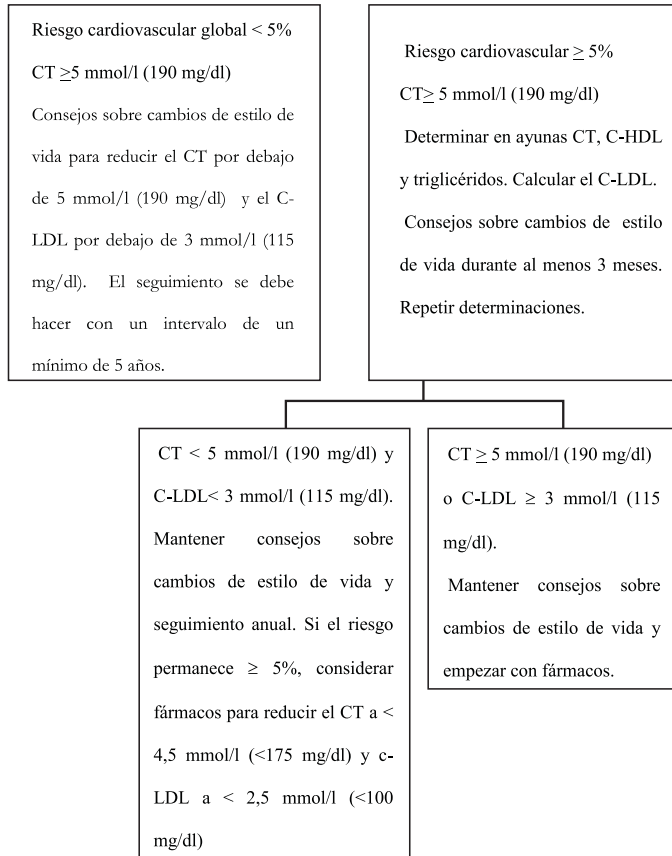 Riesgo cardiovascular global < 5%
CT ≥5 mmol/l (190 mg/dl)
Consejos sobre cambios de estilo de
vida para reducir el CT por debajo
de 5 mmol/l (190 mg/dl) y el C-
LDL por debajo de 3 mmol/l (115
mg/dl). El seguimiento se debe
hacer con un intervalo de un
mínimo de 5 años.
Riesgo cardiovascular ≥ 5%
CT≥ 5 mmol/l (190 mg/dl)
Determinar en ayunas CT, C-HDL
y triglicéridos. Calcular el C-LDL.
Consejos sobre cambios de estilo
de vida durante al menos 3 meses.
Repetir determinaciones.
CT < 5 mmol/l (190 mg/dl) y
C-LDL< 3 mmol/l (115 mg/dl).
Mantener consejos sobre
cambios de estilo de vida y
seguimiento anual. Si el riesgo
permanece ≥ 5%, considerar
fármacos para reducir el CT a <
4,5 mmol/l (<175 mg/dl) y c-
LDL a < 2,5 mmol/l (<100
mg/dl)
CT ≥ 5 mmol/l (190 mg/dl)
o C-LDL ≥ 3 mmol/l (115
mg/dl).
Mantener consejos sobre
cambios de estilo de vida y
empezar con fármacos.